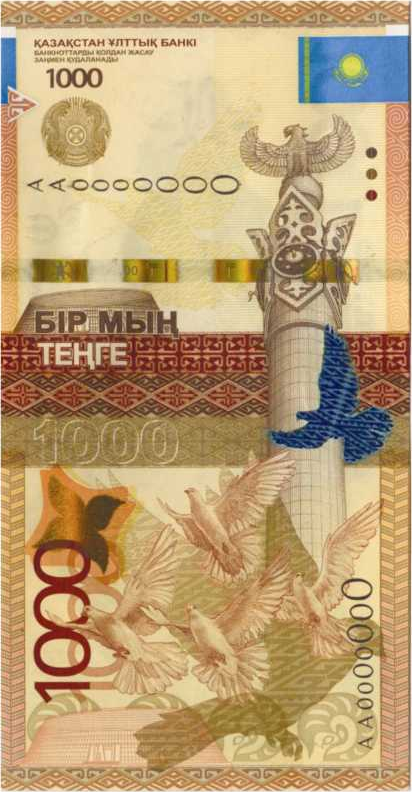 ҚАЗАҚСТАН ҰЛТТЫҚ БАНКІ
БАНКНОТТАРДЫ ҚОЛДАН ЖАСАУ
ЗАҢМЕН ҚУДАЛАНАДЫ
1000
АА0000000
БІР МЫҢ
ТЕҢГЕ
1000
1000
АА0000000